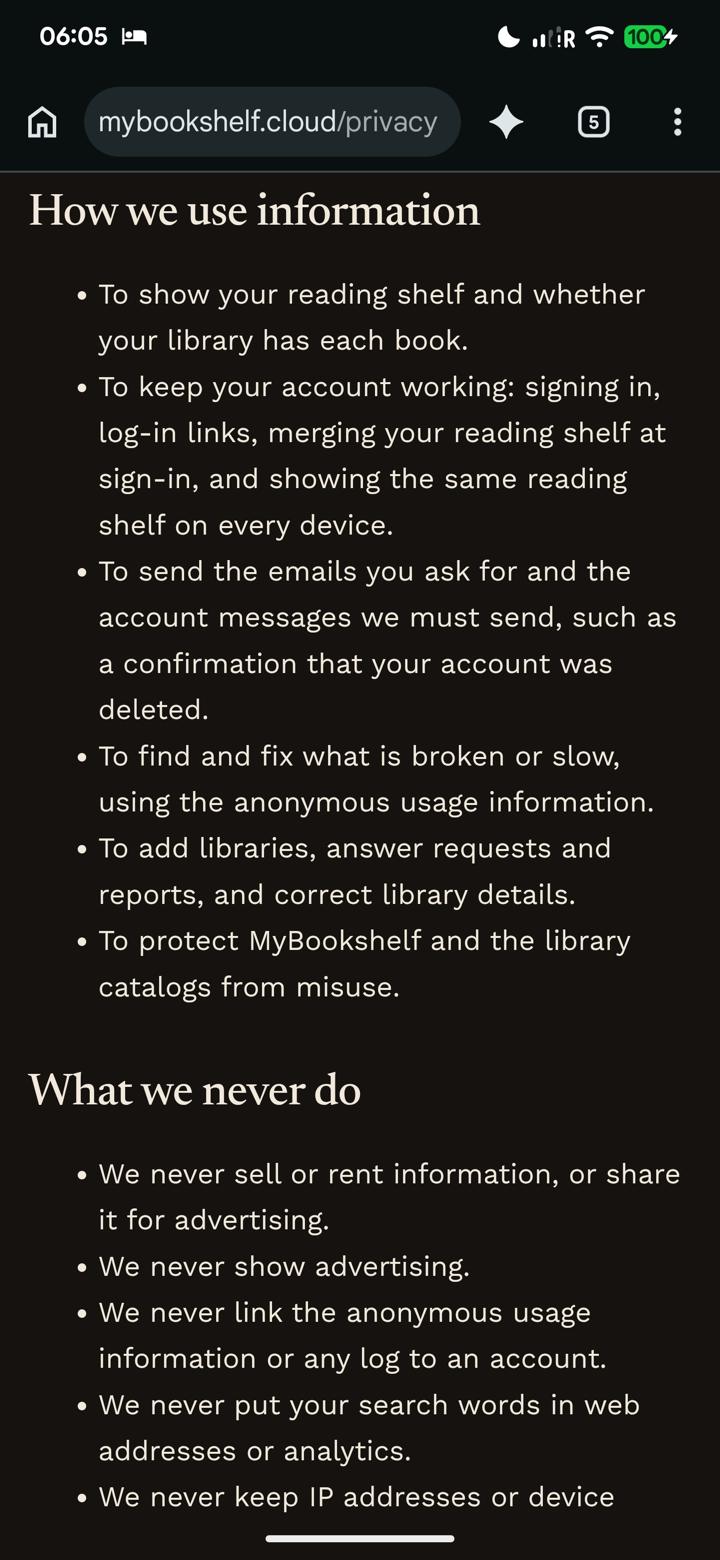 06:05
R
100
mybookshelf.cloud/privacy
5
How we use information
• To show your reading shelf and whether
your library has each book.
• To keep your account working: signing in,
log-in links, merging your reading shelf at
sign-in, and showing the same reading
shelf on every device.
• To send the emails you ask for and the
account messages we must send, such as
a confirmation that your account was
deleted.
• To find and fix what is broken or slow,
using the anonymous usage information.
• To add libraries, answer requests and
reports, and correct library details.
• To protect MyBookshelf and the library
catalogs from misuse.
What we never do
• We never sell or rent information, or share
it for advertising.
• We never show advertising.
• We never link the anonymous usage
information or any log to an account.
• We never put your search words in web
addresses or analytics.
• We never keep IP addresses or device